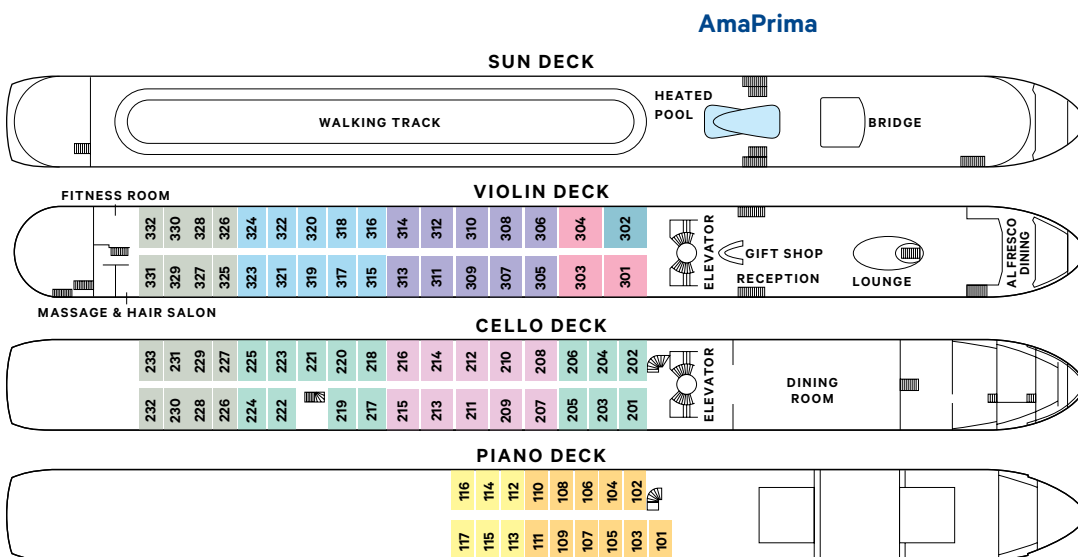 AmaPrima
SUN DECK
HEATED
POOL
WALKING TRACK
BRIDGE
VIOLIN DECK
FITNESS ROOM
332 330 328 326 324 322 320 318 316 314 312 310 308 306 304 302
ELEVATOR
GIFT SHOP
RECEPTION
LOUNGE
AL FRESCO
DINING
331 329 327 325 323 321 319 317 315 313 311 309 307 305 303 301
MASSAGE & HAIR SALON
CELLO DECK
233 231 229 227 225 223 221 220 218 216 214 212 210 208 206 204 202
ELEVATOR
DINING
ROOM
232 230 228 226 224 222 219 217 215 213 211 209 207 205 203 201
PIANO DECK
116 114 112 110 108 106 104 102
117 115 113 111 109 107 105 103 101